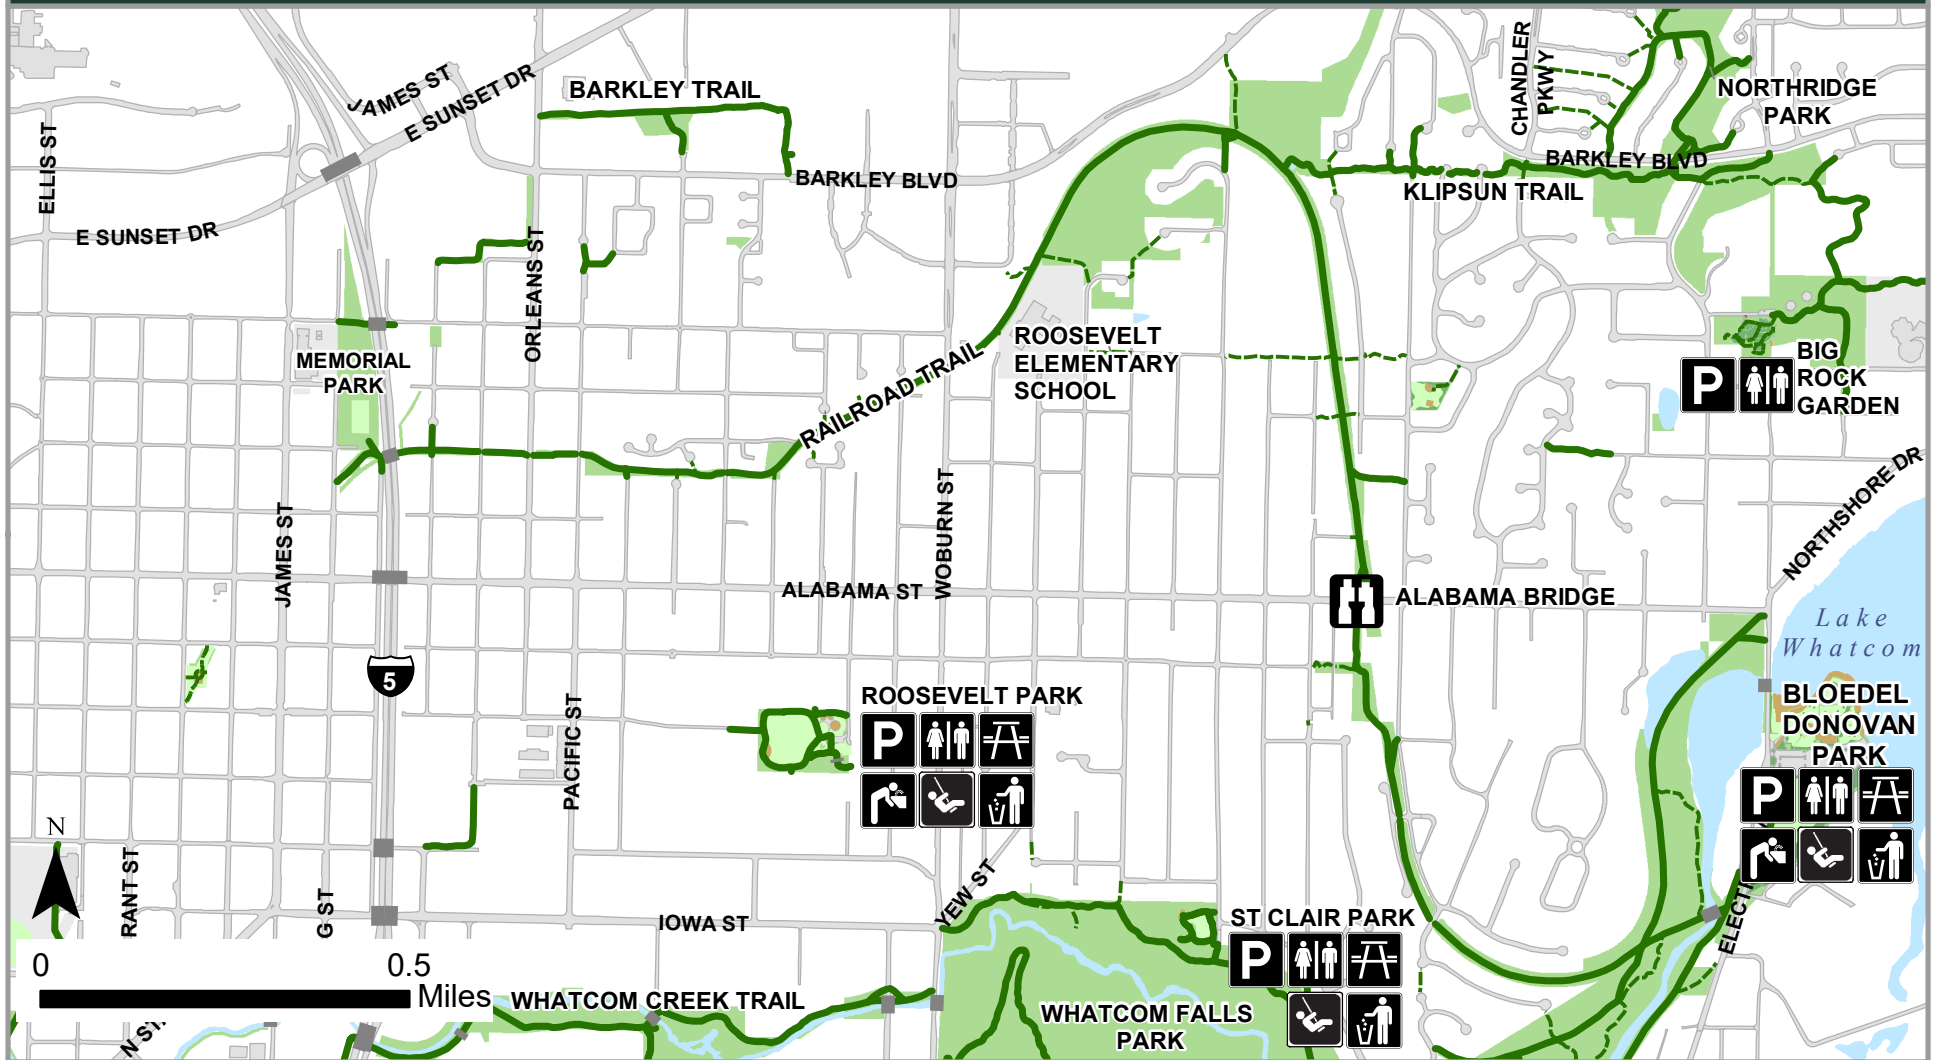 JAMES ST
E SUNSET DR
BARKLEY TRAIL
CHANDLER
PKWY
NORTHRIDGE
PARK
ELLIS ST
BARKLEY BLVD
BARKLEY BLVD
KLIPSUN TRAIL
E SUNSET DR
ORLEANS ST
MEMORIAL
PARK
RAILROAD TRAIL
ROOSEVELT
ELEMENTARY
SCHOOL
P
BIG
ROCK
GARDEN
NORTHSHORE DR
JAMES ST
WOBURN ST
ALABAMA ST
ALABAMA BRIDGE
Lake
Whatcom
5
PACIFIC ST
ROOSEVELT PARK
P
BLOEDEL
DONOVAN
PARK
P
N
RANT ST
G ST
IOWA ST
YEW ST
ST CLAIR PARK
P
ELECT
0
0.5
Miles
WHATCOM CREEK TRAIL
WHATCOM FALLS
PARK
N ST